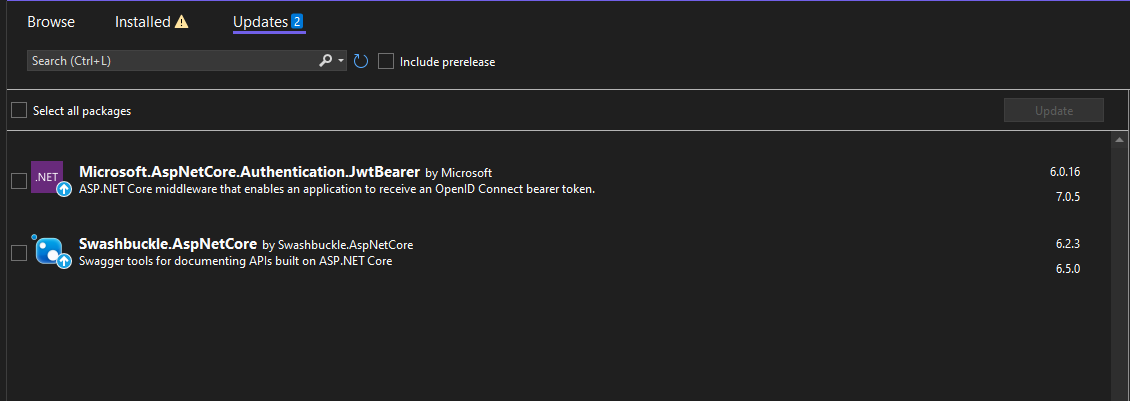 Browse Installed Updates 2
Search (Ctrl+L) Include prerelease
Select all packages Update
.NET Microsoft.AspNetCore.Authentication.JwtBearer by Microsoft 6.0.16
ASP.NET Core middleware that enables an application to receive an OpenID Connect bearer token. 7.0.5
Swashbuckle.AspNetCore by Swashbuckle.AspNetCore 6.2.3
Swagger tools for documenting APIs built on ASP.NET Core 6.5.0